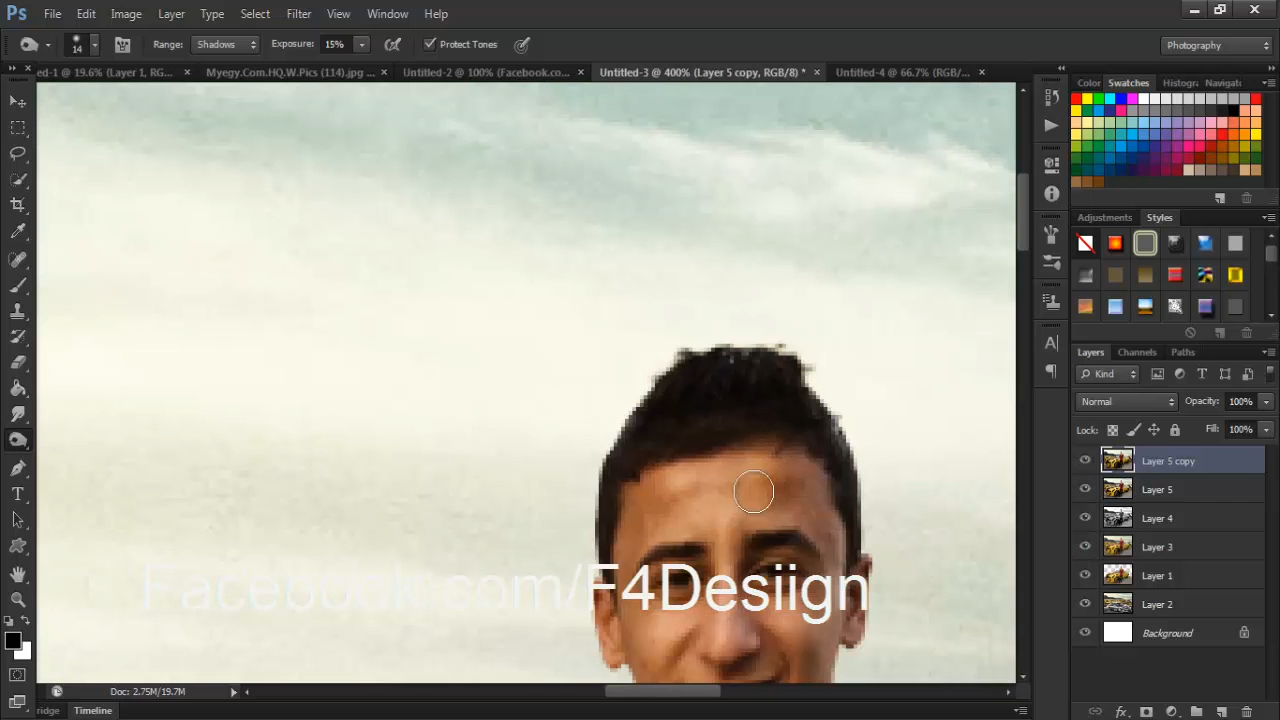 Ps File Edit Image Layer Type Select Filter View Window Help
14 Range: Shadows Exposure: 15% Protect Tones Photography
ed-1 @ 19.6% (Layer 1, RG... × Myegy.Com.HQ.W.Pics (114).jpg ... × Untitled-2 @ 100% (Facebook.co... × Untitled-3 @ 400% (Layer 5 copy, RGB/8) * × Untitled-4 @ 66.7% (RGB/... ×
Color Swatches Histogr Navigat
Adjustments Styles
Layers Channels Paths
Kind
Normal Opacity: 100%
Lock: Fill: 100%
Layer 5 copy
Layer 5
Layer 4
Layer 3
Layer 1
Layer 2
Background
Facebook.com/F4Desiign
Doc: 2.75M/19.7M
ridge Timeline